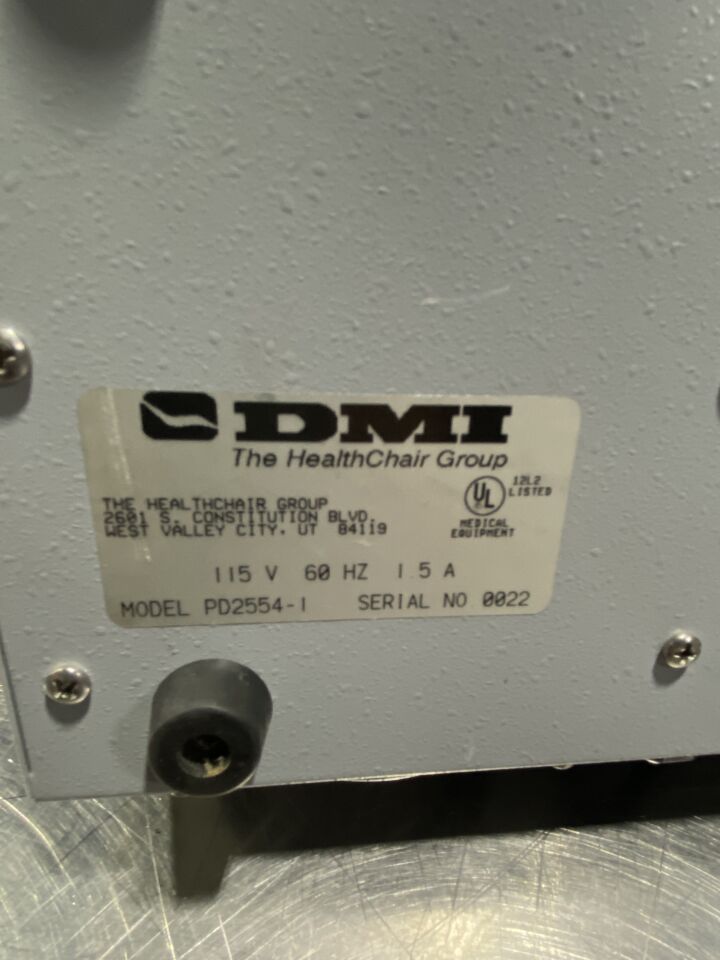 DMI
The HealthChair Group
THE HEALTHCHAIR GROUP
2601 S. CONSTITUTION BLVD.
WEST VALLEY CITY, UT 84119
UL
12L2
LISTED
MEDICAL
EQUIPMENT
115 V 60 HZ 1.5 A
MODEL PD2554-1 SERIAL NO 0022